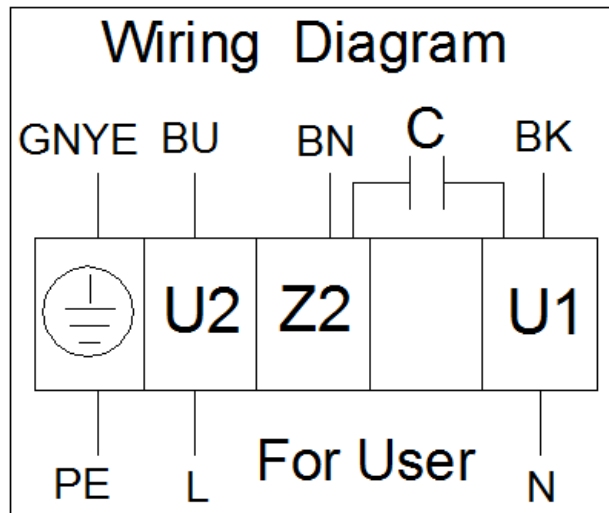 Wiring Diagram
GNYE BU BN C BK
U2 Z2 U1
PE L For User N